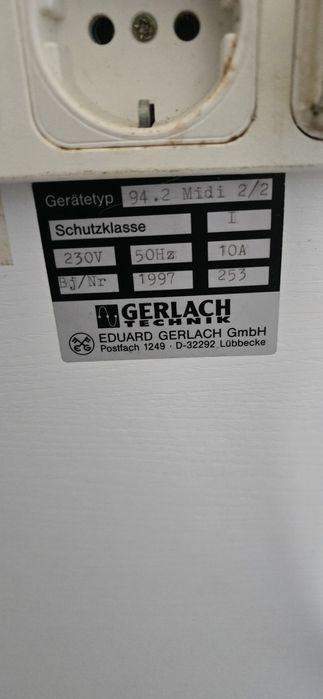 Gerätetyp 94.2 Midi 2/2
Schutzklasse I
230V 50Hz 10A
Bj/Nr 1997 253
GERLACH
TECHNIK
EG EDUARD GERLACH GmbH
Postfach 1249 · D-32292 Lübbecke